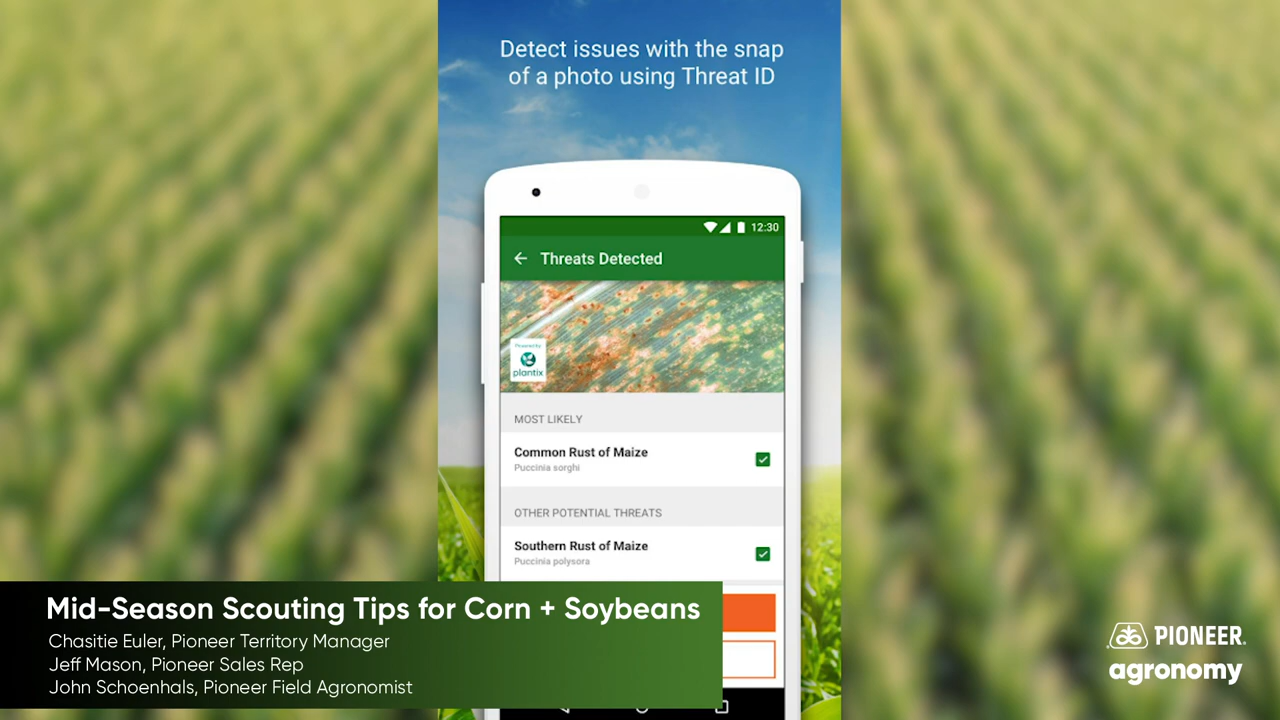 Detect issues with the snap
of a photo using Threat ID
12:30
Threats Detected
Powered by
plantix
MOST LIKELY
Common Rust of Maize
Puccinia sorghi
OTHER POTENTIAL THREATS
Southern Rust of Maize
Puccinia polysora
Mid-Season Scouting Tips for Corn + Soybeans
Chasitie Euler, Pioneer Territory Manager
Jeff Mason, Pioneer Sales Rep
John Schoenhals, Pioneer Field Agronomist
PIONEER
agronomy